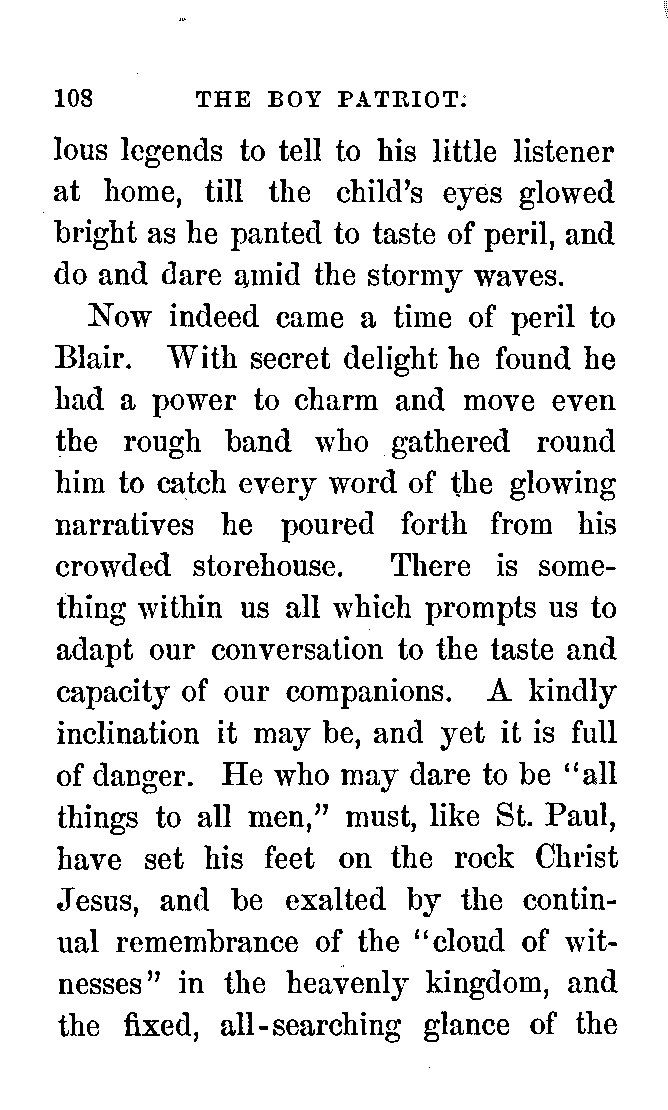 108 THE BOY PATRIOT.
lous legends to tell to his little listener
at home, till the child's eyes glowed
bright as he panted to taste of peril, and
do and dare amid the stormy waves.
Now indeed came a time of peril to
Blair. With secret delight he found he
had a power to charm and move even
the rough band who gathered round
him to catch every word of the glowing
narratives he poured forth from his
crowded storehouse. There is some-
thing within us all which prompts us to
adapt our conversation to the taste and
capacity of our companions. A kindly
inclination it may be, and yet it is full
of danger. He who may dare to be "all
things to all men," must, like St. Paul,
have set his feet on the rock Christ
Jesus, and be exalted by the contin-
ual remembrance of the "cloud of wit-
nesses" in the heavenly kingdom, and
the fixed, all-searching glance of the